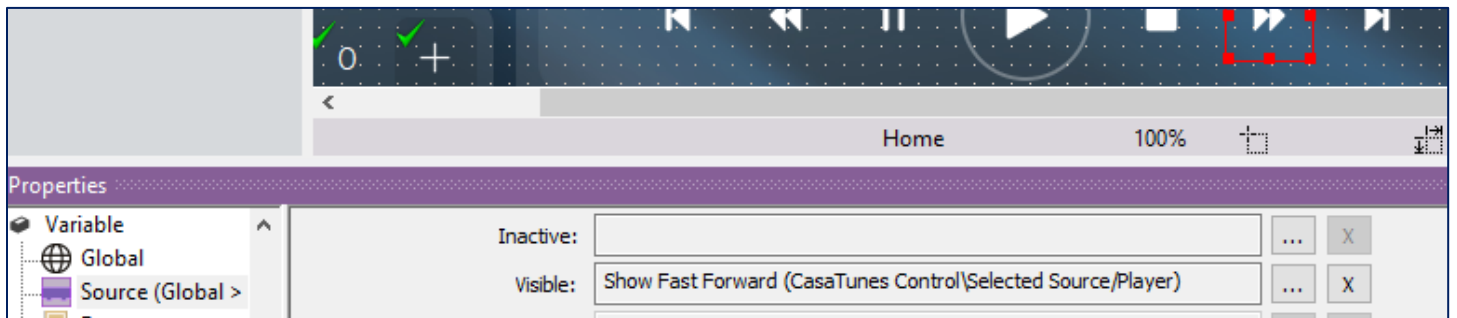 0 +
<
Home 100%
Properties
Variable
Global
Source (Global >
Inactive: ... X
Visible: Show Fast Forward (CasaTunes Control\Selected Source/Player) ... X